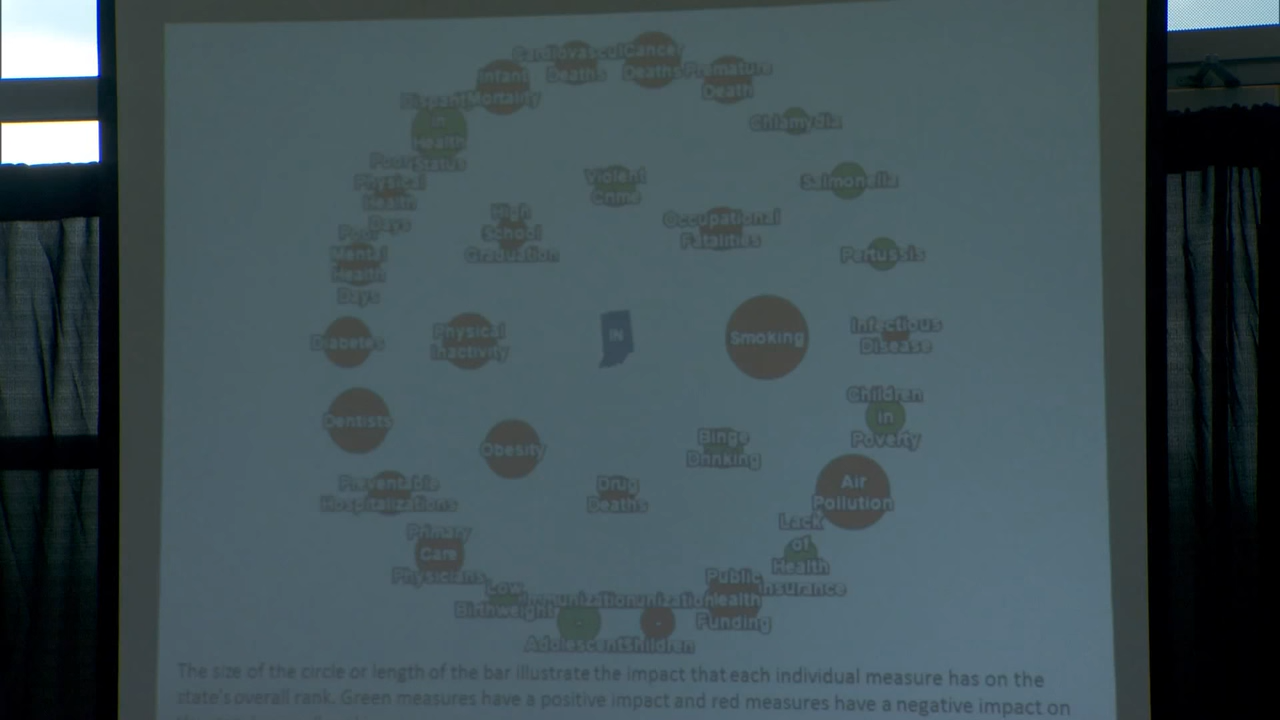 Cardiovascular
Deaths
Cancer
Deaths
Premature
Death
Infant
Mortality
Disparity
in
Health
Status
Chlamydia
Poor
Physical
Health
Days
Violent
Crime
Salmonella
High
School
Graduation
Occupational
Fatalities
Poor
Mental
Health
Days
Pertussis
Diabetes
Physical
Inactivity
IN
Smoking
Infectious
Disease
Children
in
Poverty
Dentists
Obesity
Binge
Drinking
Preventable
Hospitalizations
Drug
Deaths
Air
Pollution
Primary
Care
Physicians
Lack
of
Health
Insurance
Low
Birthweight
Immunization
-
Adolescents
-
Children
Public
Health
Funding
The size of the circle or length of the bar illustrate the impact that each individual measure has on the
state's overall rank. Green measures have a positive impact and red measures have a negative impact on